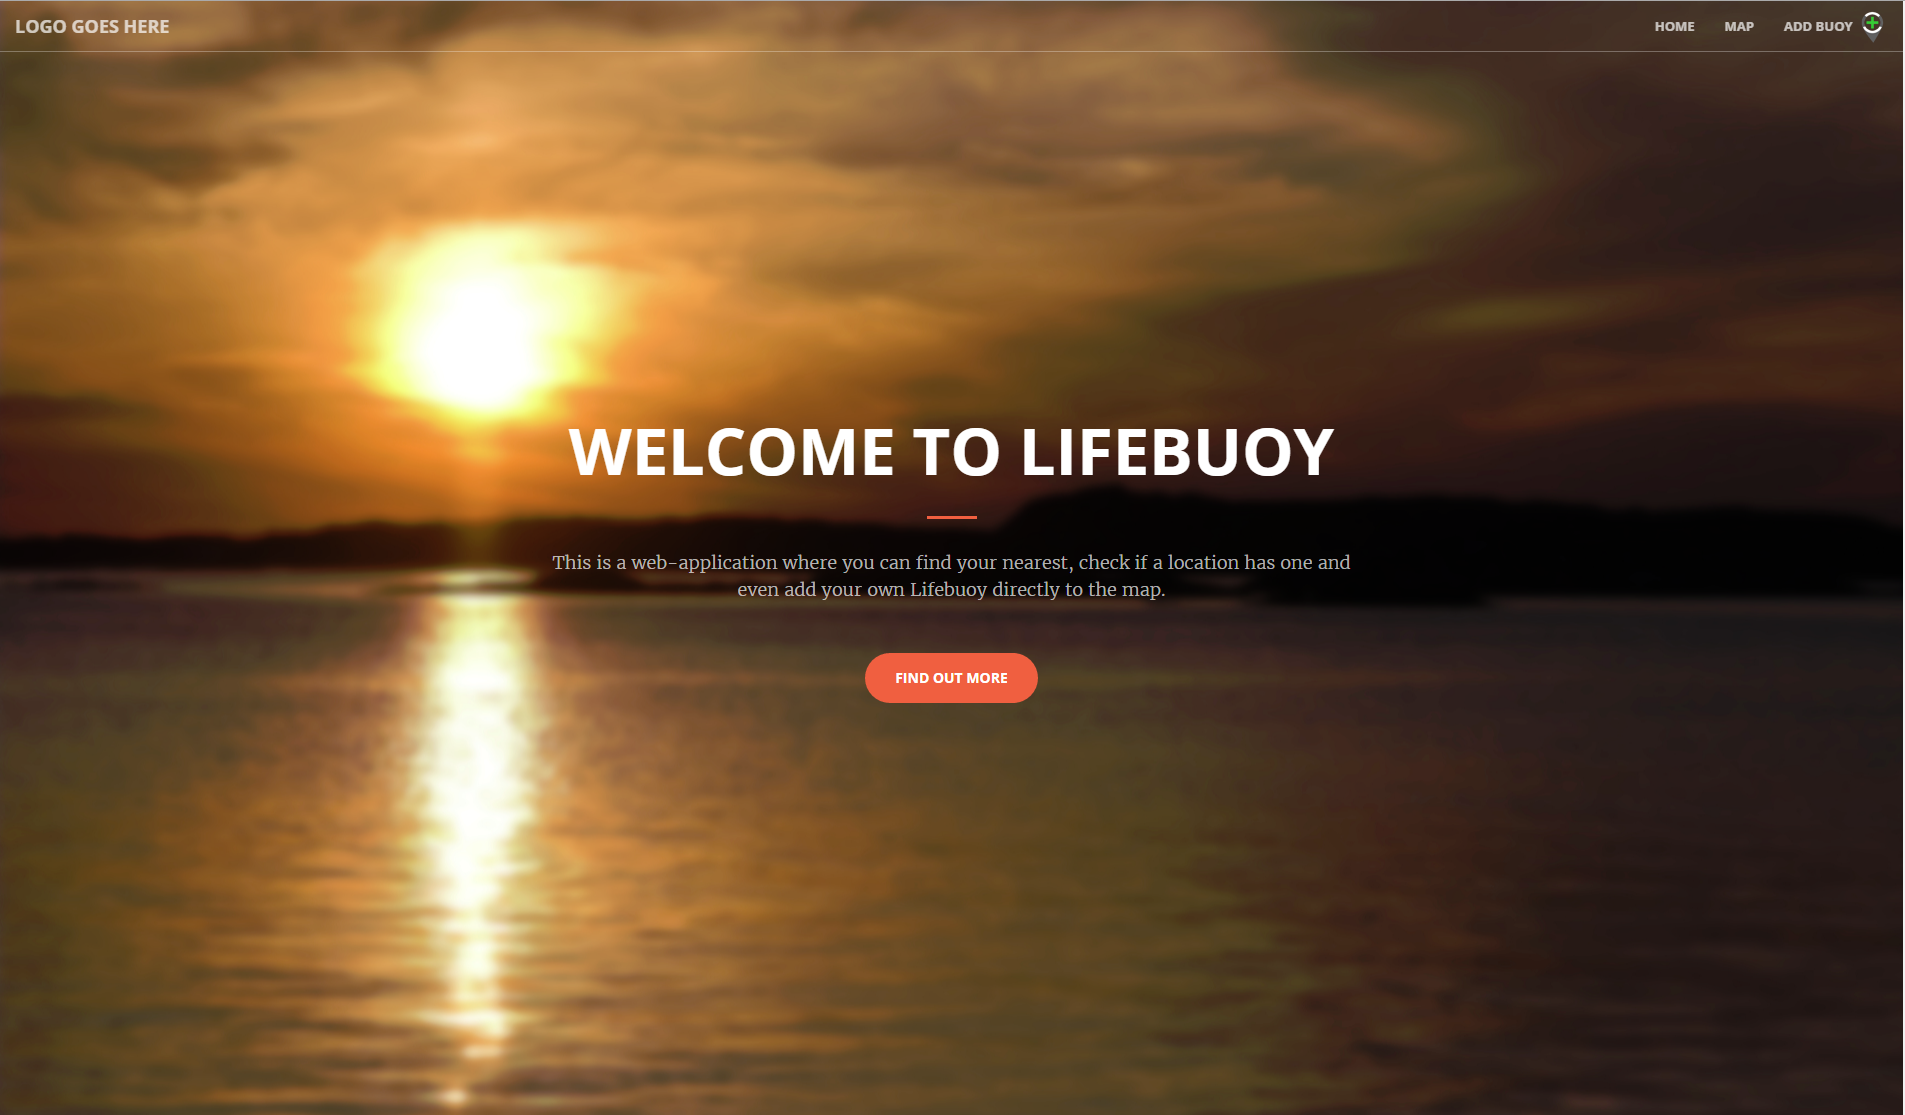 LOGO GOES HERE
HOME MAP ADD BUOY
WELCOME TO LIFEBUOY
This is a web-application where you can find your nearest, check if a location has one and
even add your own Lifebuoy directly to the map.
FIND OUT MORE